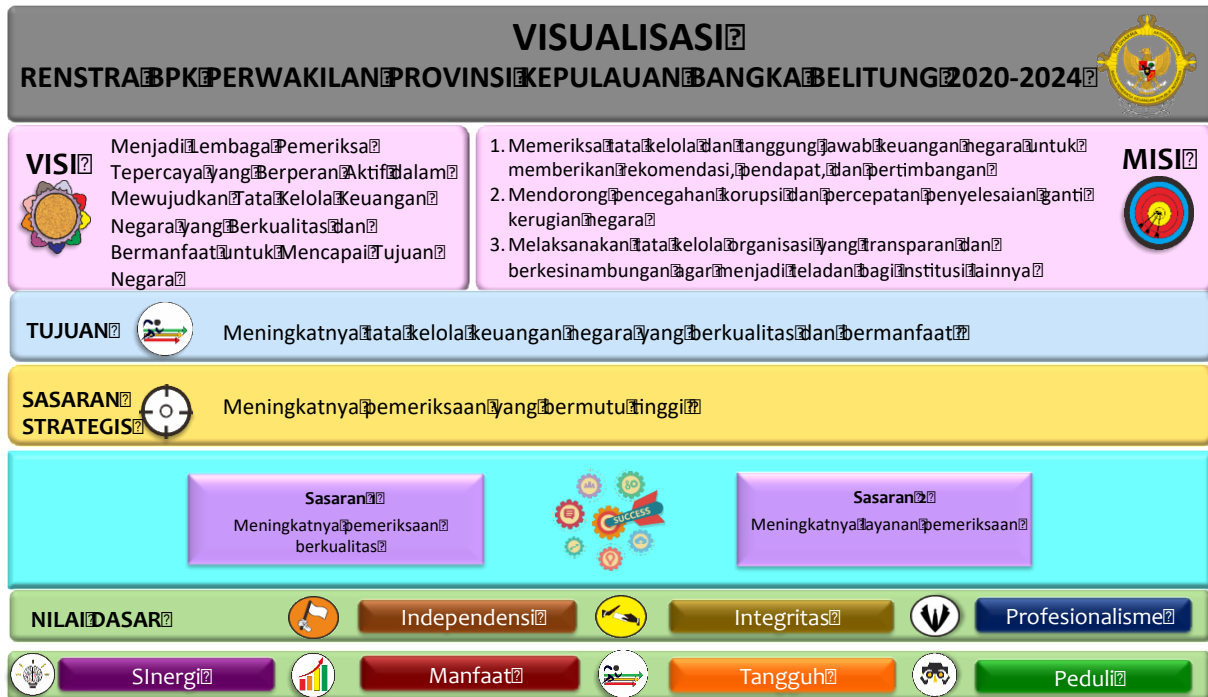 VISUALISASI
RENSTRA BPK PERWAKILAN PROVINSI KEPULAUAN BANGKA BELITUNG 2020-2024
VISI
Menjadi Lembaga Pemeriksa
Tepercaya yang Berperan Aktif dalam
Mewujudkan Tata Kelola Keuangan
Negara yang Berkualitas dan
Bermanfaat untuk Mencapai Tujuan
Negara
1. Memeriksa tata kelola dan tanggung jawab keuangan negara untuk
memberikan rekomendasi, pendapat, dan pertimbangan
2. Mendorong pencegahan korupsi dan percepatan penyelesaian ganti
kerugian negara
3. Melaksanakan tata kelola organisasi yang transparan dan
berkesinambungan agar menjadi teladan bagi institusi lainnya
MISI
TUJUAN
Meningkatnya tata kelola keuangan negara yang berkualitas dan bermanfaat
SASARAN
STRATEGIS
Meningkatnya pemeriksaan yang bermutu tinggi
Sasaran 1
Meningkatnya pemeriksaan
berkualitas
SUCCESS
Sasaran 2
Meningkatnya layanan pemeriksaan
NILAI DASAR
Independensi
Integritas
Profesionalisme
SInergi
Manfaat
Tangguh
Peduli